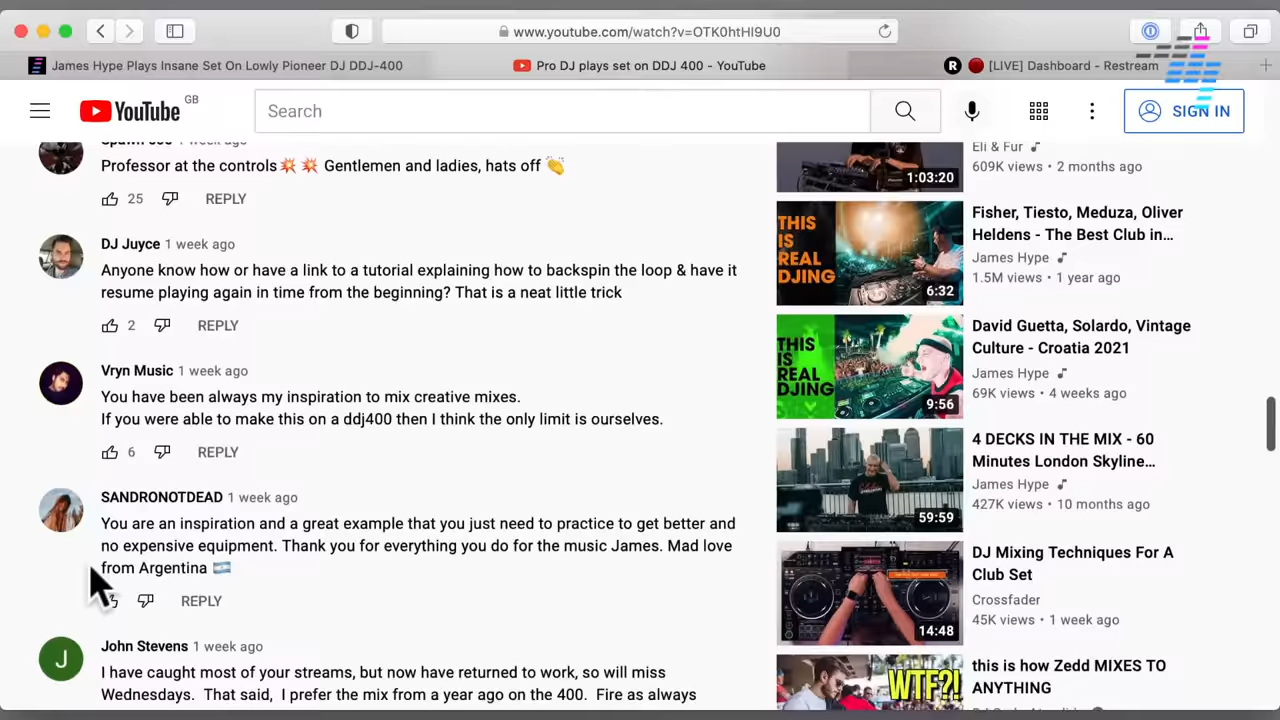 www.youtube.com/watch?v=OTK0htHI9U0
James Hype Plays Insane Set On Lowly Pioneer DJ DDJ-400
Pro DJ plays set on DDJ 400 - YouTube
R
[LIVE] Dashboard - Restream
YouTube GB
Search
SIGN IN
1 week ago
Professor at the controls💥 💥 Gentlemen and ladies, hats off 👏
25
REPLY
DJ Juyce 1 week ago
Anyone know how or have a link to a tutorial explaining how to backspin the loop & have it
resume playing again in time from the beginning? That is a neat little trick
2
REPLY
Vryn Music 1 week ago
You have been always my inspiration to mix creative mixes.
If you were able to make this on a ddj400 then I think the only limit is ourselves.
6
REPLY
SANDRONOTDEAD 1 week ago
You are an inspiration and a great example that you just need to practice to get better and
no expensive equipment. Thank you for everything you do for the music James. Mad love
from Argentina 🇦🇷
REPLY
J
John Stevens 1 week ago
I have caught most of your streams, but now have returned to work, so will miss
Wednesdays. That said, I prefer the mix from a year ago on the 400. Fire as always
1:03:20
Eli & Fur
609K views • 2 months ago
THIS
IS
REAL
DJING
6:32
Fisher, Tiesto, Meduza, Oliver
Heldens - The Best Club in...
James Hype
1.5M views • 1 year ago
THIS
IS
REAL
DJING
9:56
David Guetta, Solardo, Vintage
Culture - Croatia 2021
James Hype
69K views • 4 weeks ago
59:59
4 DECKS IN THE MIX - 60
Minutes London Skyline...
James Hype
427K views • 10 months ago
14:48
DJ Mixing Techniques For A
Club Set
Crossfader
45K views • 1 week ago
WTF?!
this is how Zedd MIXES TO
ANYTHING